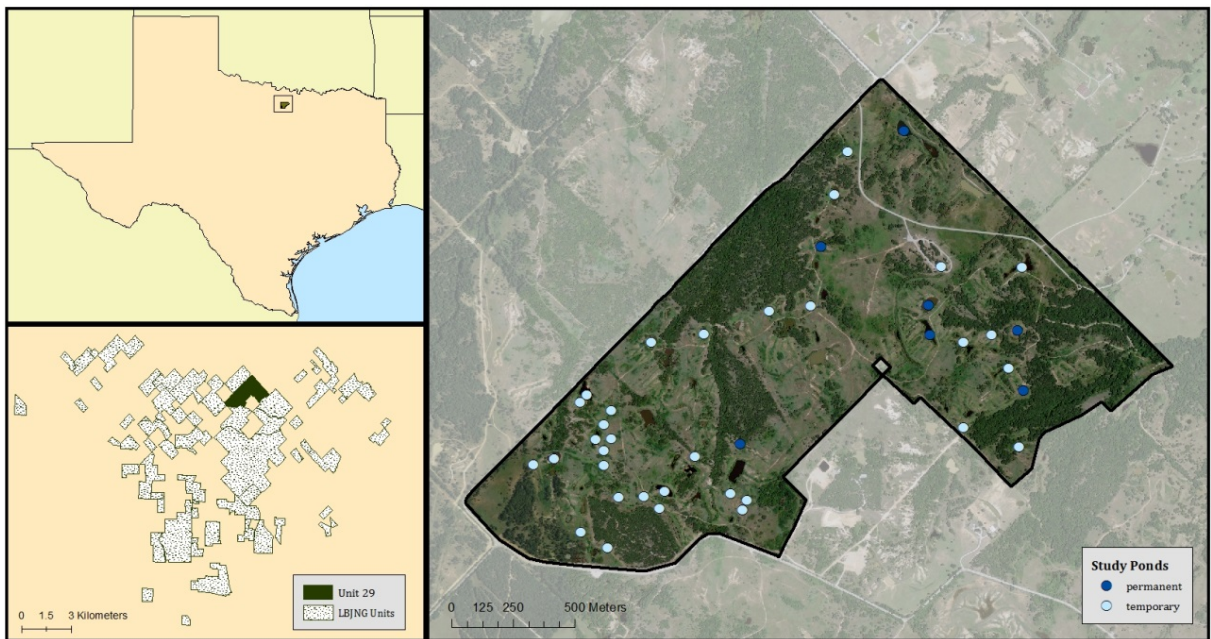 Unit 29
LBJNG Units
0 1.5 3 Kilometers
0 125 250 500 Meters
Study Ponds
permanent
temporary